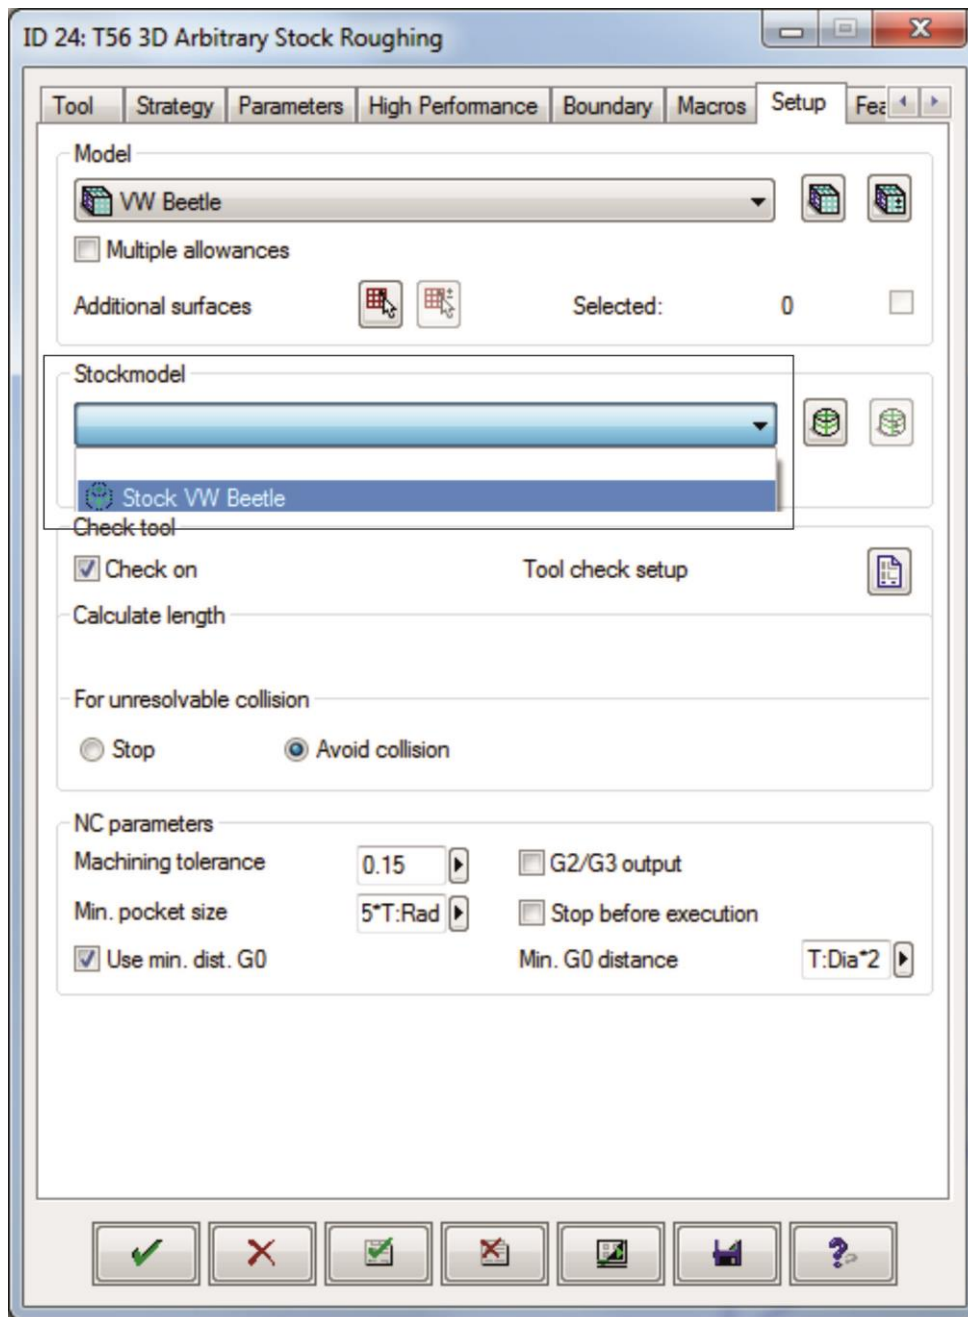 ID 24: T56 3D Arbitrary Stock Roughing
Tool Strategy Parameters High Performance Boundary Macros Setup Fea
Model
VW Beetle
Multiple allowances
Additional surfaces Selected: 0
Stockmodel
Stock VW Beetle
Check tool
Check on Tool check setup
Calculate length
For unresolvable collision
Stop Avoid collision
NC parameters
Machining tolerance 0.15 G2/G3 output
Min. pocket size 5*T:Rad Stop before execution
Use min. dist. G0 Min. G0 distance T:Dia*2